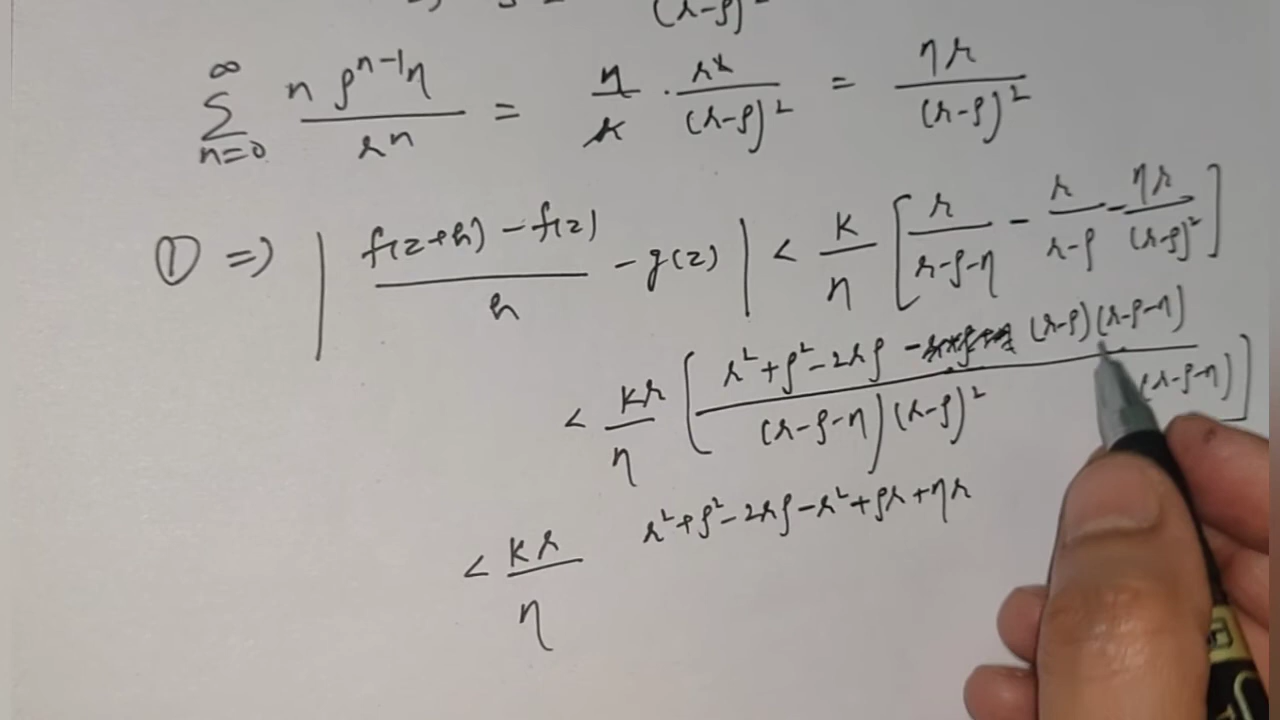 (r-ρ)²
∞ Σ n=0 n ρ^{n-1} η / r^n = η / r · r² / (r-ρ)² = ηr / (r-ρ)²
① => | f(z+h) - f(z) / h - g(z) | < K / η [ r / r-ρ-η - r / r-ρ - ηr / (r-ρ)² ]
< Kr / η [ r² + ρ² - 2rρ - (r-ρ)(r-ρ-η) / (r-ρ-η)(r-ρ)² (r-ρ-η) ]
< Kr / η r² + ρ² - 2rρ - r² + ρr + ηr